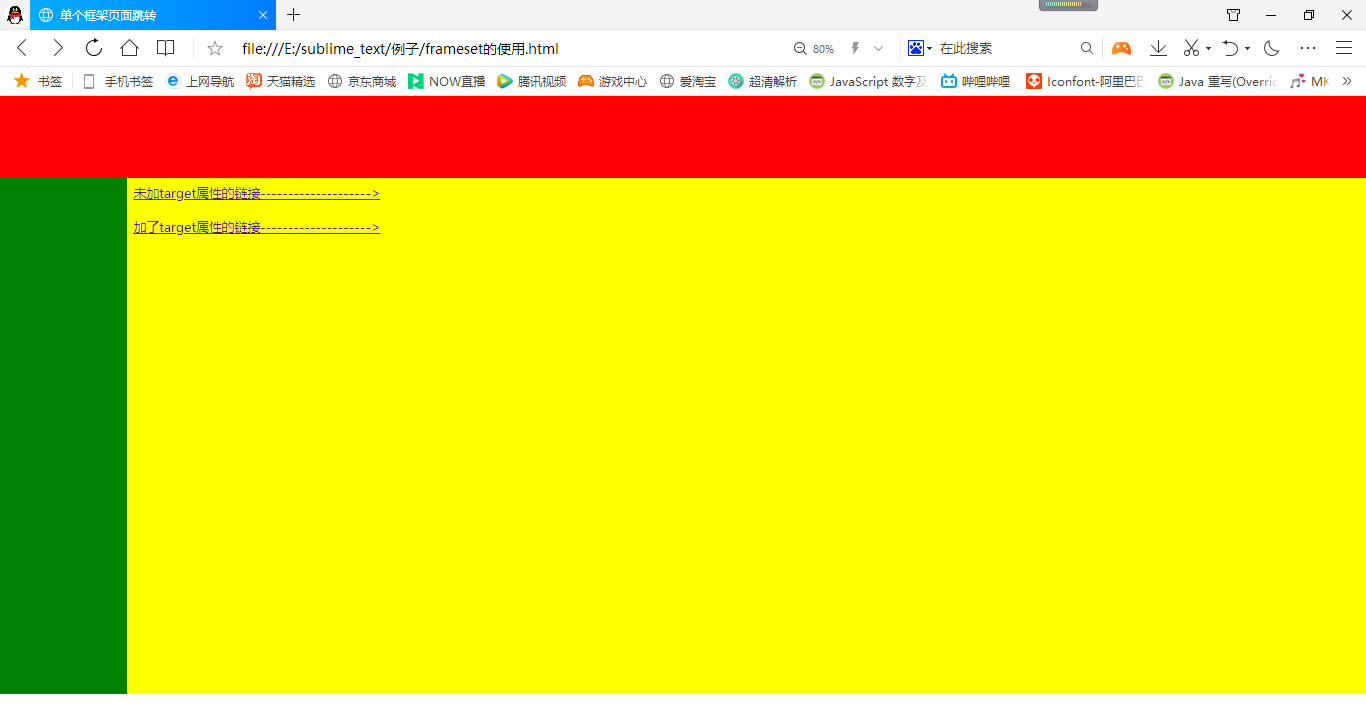 单个框架页面跳转
file:///E:/sublime_text/例子/frameset的使用.html 80% 在此搜索
书签 手机书签 上网导航 天猫精选 京东商城 NOW直播 腾讯视频 游戏中心 爱淘宝 超清解析 JavaScript 数字及 哔哩哔哩 Iconfont-阿里巴巴 Java 重写(Overric MK
未加target属性的链接-------------------->
加了target属性的链接-------------------->